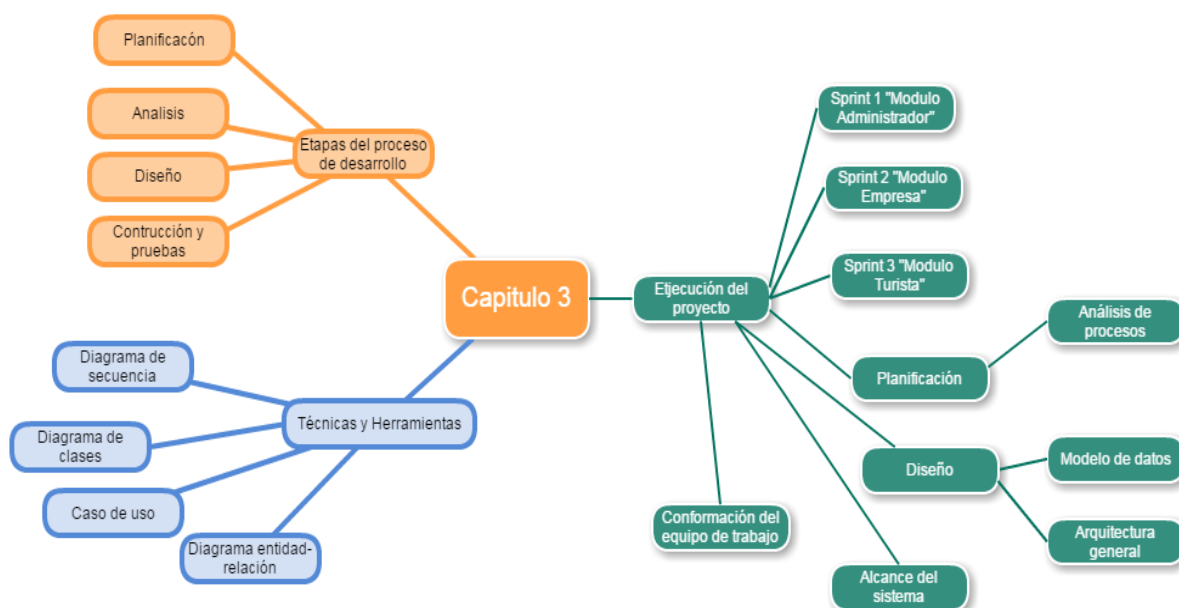 Planificacón
Analisis
Diseño
Contrucción y
pruebas
Etapas del proceso
de desarrollo
Capitulo 3
Diagrama de
secuencia
Diagrama de
clases
Caso de uso
Diagrama entidad-
relación
Técnicas y Herramientas
Etjecución del
proyecto
Sprint 1 "Modulo
Administrador"
Sprint 2 "Modulo
Empresa"
Sprint 3 "Modulo
Turista"
Planificación
Análisis de
procesos
Diseño
Modelo de datos
Arquitectura
general
Conformación del
equipo de trabajo
Alcance del
sistema